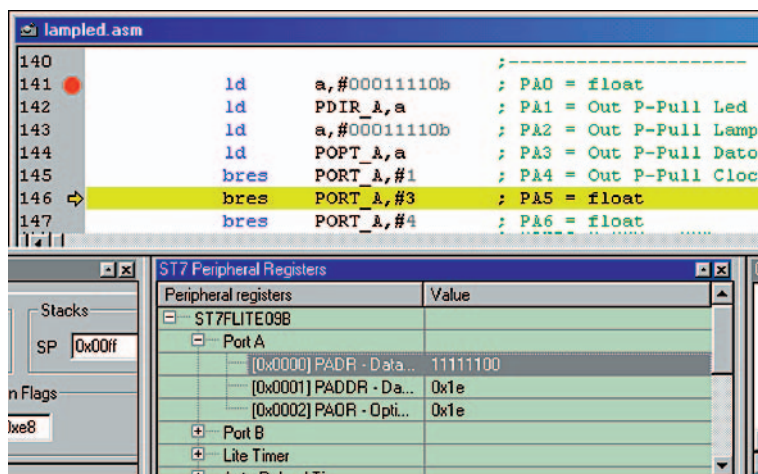 lampled.asm
140 ;-----------------------
141 ld a,#00011110b ; PA0 = float
142 ld PDIR_A,a ; PA1 = Out P-Pull Led
143 ld a,#00011110b ; PA2 = Out P-Pull Lamp
144 ld POPT_A,a ; PA3 = Out P-Pull Dato
145 bres PORT_A,#1 ; PA4 = Out P-Pull Cloc
146 bres PORT_A,#3 ; PA5 = float
147 bres PORT_A,#4 ; PA6 = float
Stacks
SP 0x00ff
n Flags
0xe8
ST7 Peripheral Registers
Peripheral registers Value
ST7FLITE09B
Port A
[0x0000] PADR - Data... 11111100
[0x0001] PADDR - Da... 0x1e
[0x0002] PAOR - Opti... 0x1e
Port B
Lite Timer